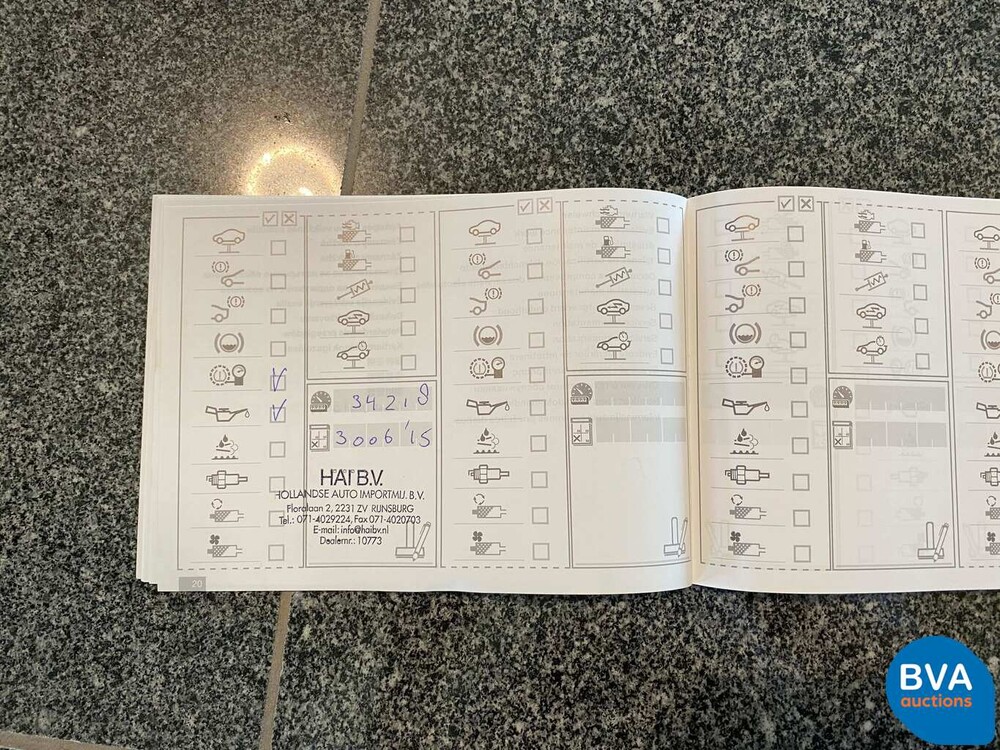 34218
3006'15
HAI B.V.
HOLLANDSE AUTO IMPORTMIJ. B.V.
Floralaan 2, 2231 ZV RIJNSBURG
Tel.: 071-4029224, Fax 071-4020703
E-mail: info@haibv.nl
Dealernr.: 10773
20
BVA
auctions